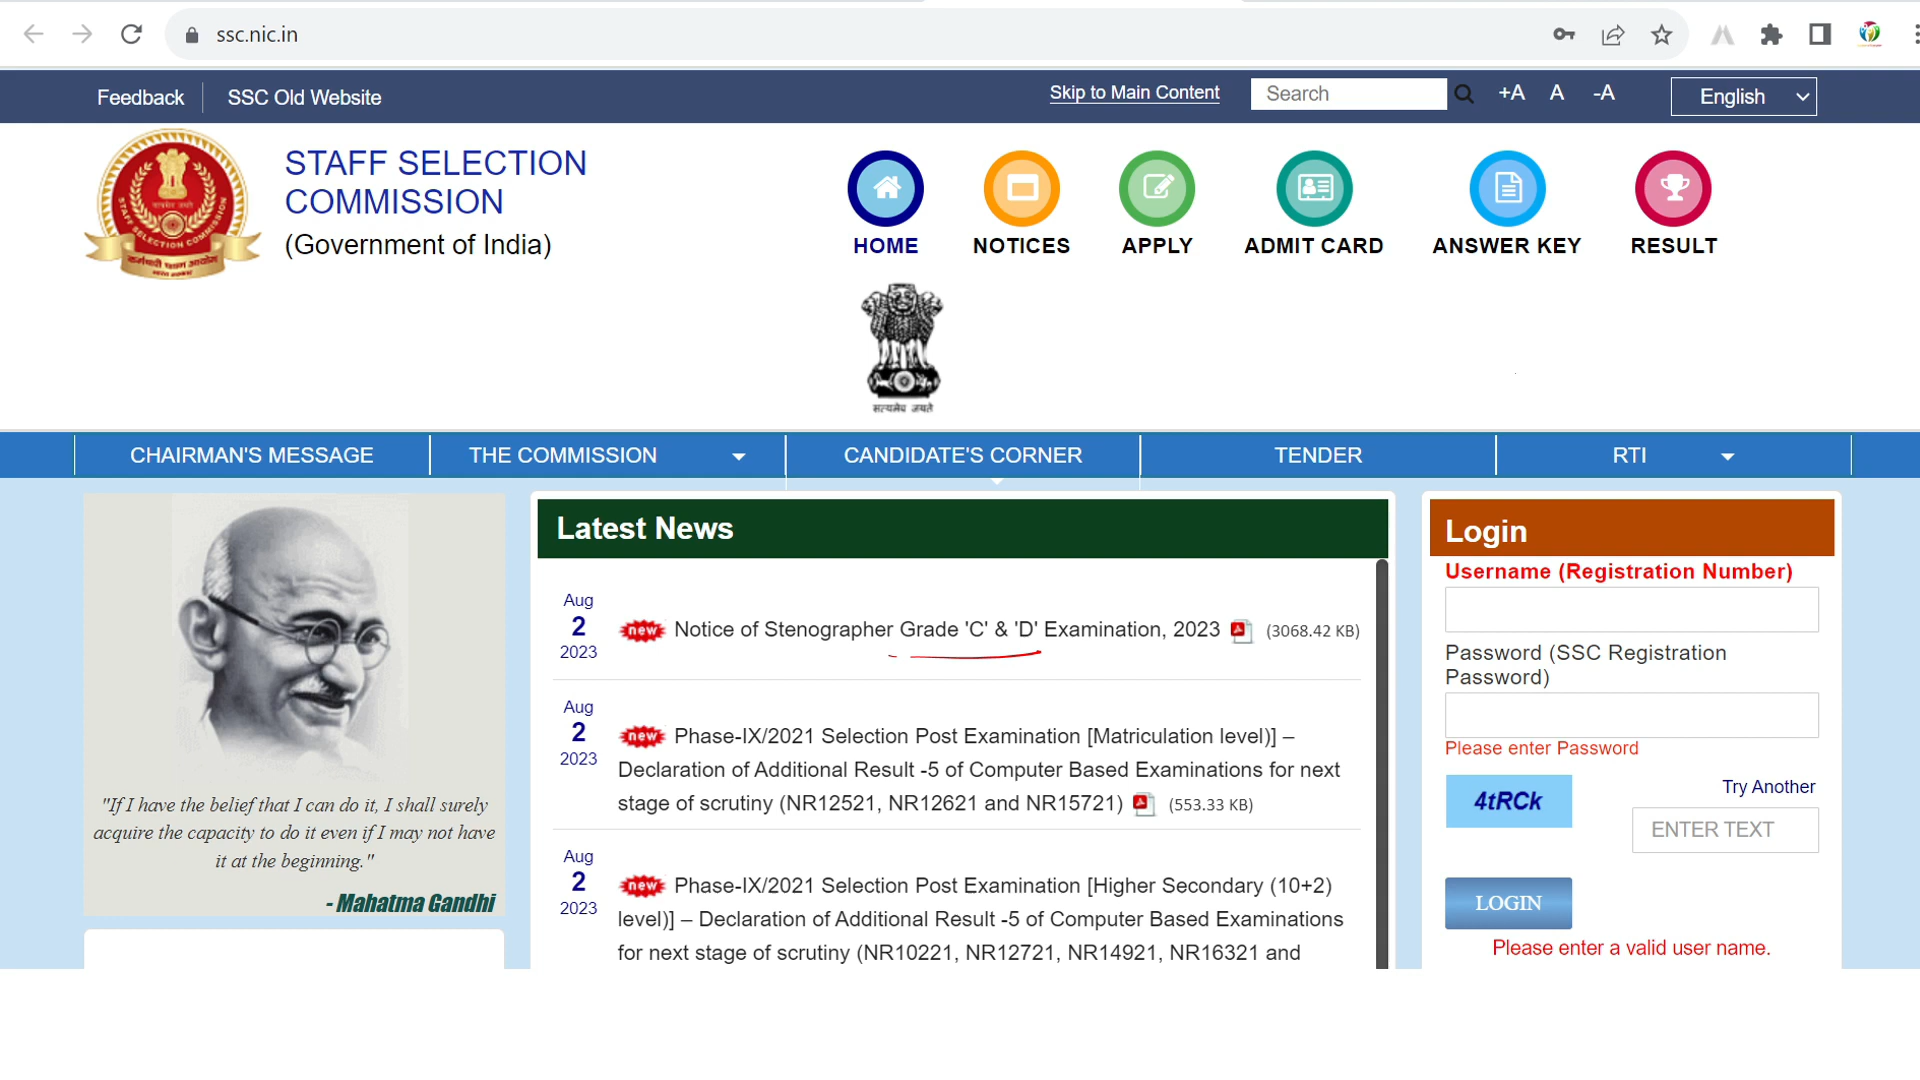 ssc.nic.in
Feedback
SSC Old Website
Skip to Main Content
Search
+A A -A
English
STAFF SELECTION
COMMISSION
(Government of India)
HOME
NOTICES
APPLY
ADMIT CARD
ANSWER KEY
RESULT
STAFF SELECTION COMMISSION
सत्यमेव जयते
CHAIRMAN'S MESSAGE
THE COMMISSION
CANDIDATE'S CORNER
TENDER
RTI
"If I have the belief that I can do it, I shall surely
acquire the capacity to do it even if I may not have
it at the beginning."
- Mahatma Gandhi
Latest News
Aug
2
2023
new Notice of Stenographer Grade 'C' & 'D' Examination, 2023 (3068.42 KB)
Aug
2
2023
new Phase-IX/2021 Selection Post Examination [Matriculation level)] –
Declaration of Additional Result -5 of Computer Based Examinations for next
stage of scrutiny (NR12521, NR12621 and NR15721) (553.33 KB)
Aug
2
2023
new Phase-IX/2021 Selection Post Examination [Higher Secondary (10+2)
level)] – Declaration of Additional Result -5 of Computer Based Examinations
for next stage of scrutiny (NR10221, NR12721, NR14921, NR16321 and
Login
Username (Registration Number)
Password (SSC Registration
Password)
Please enter Password
4tRCk
Try Another
ENTER TEXT
LOGIN
Please enter a valid user name.